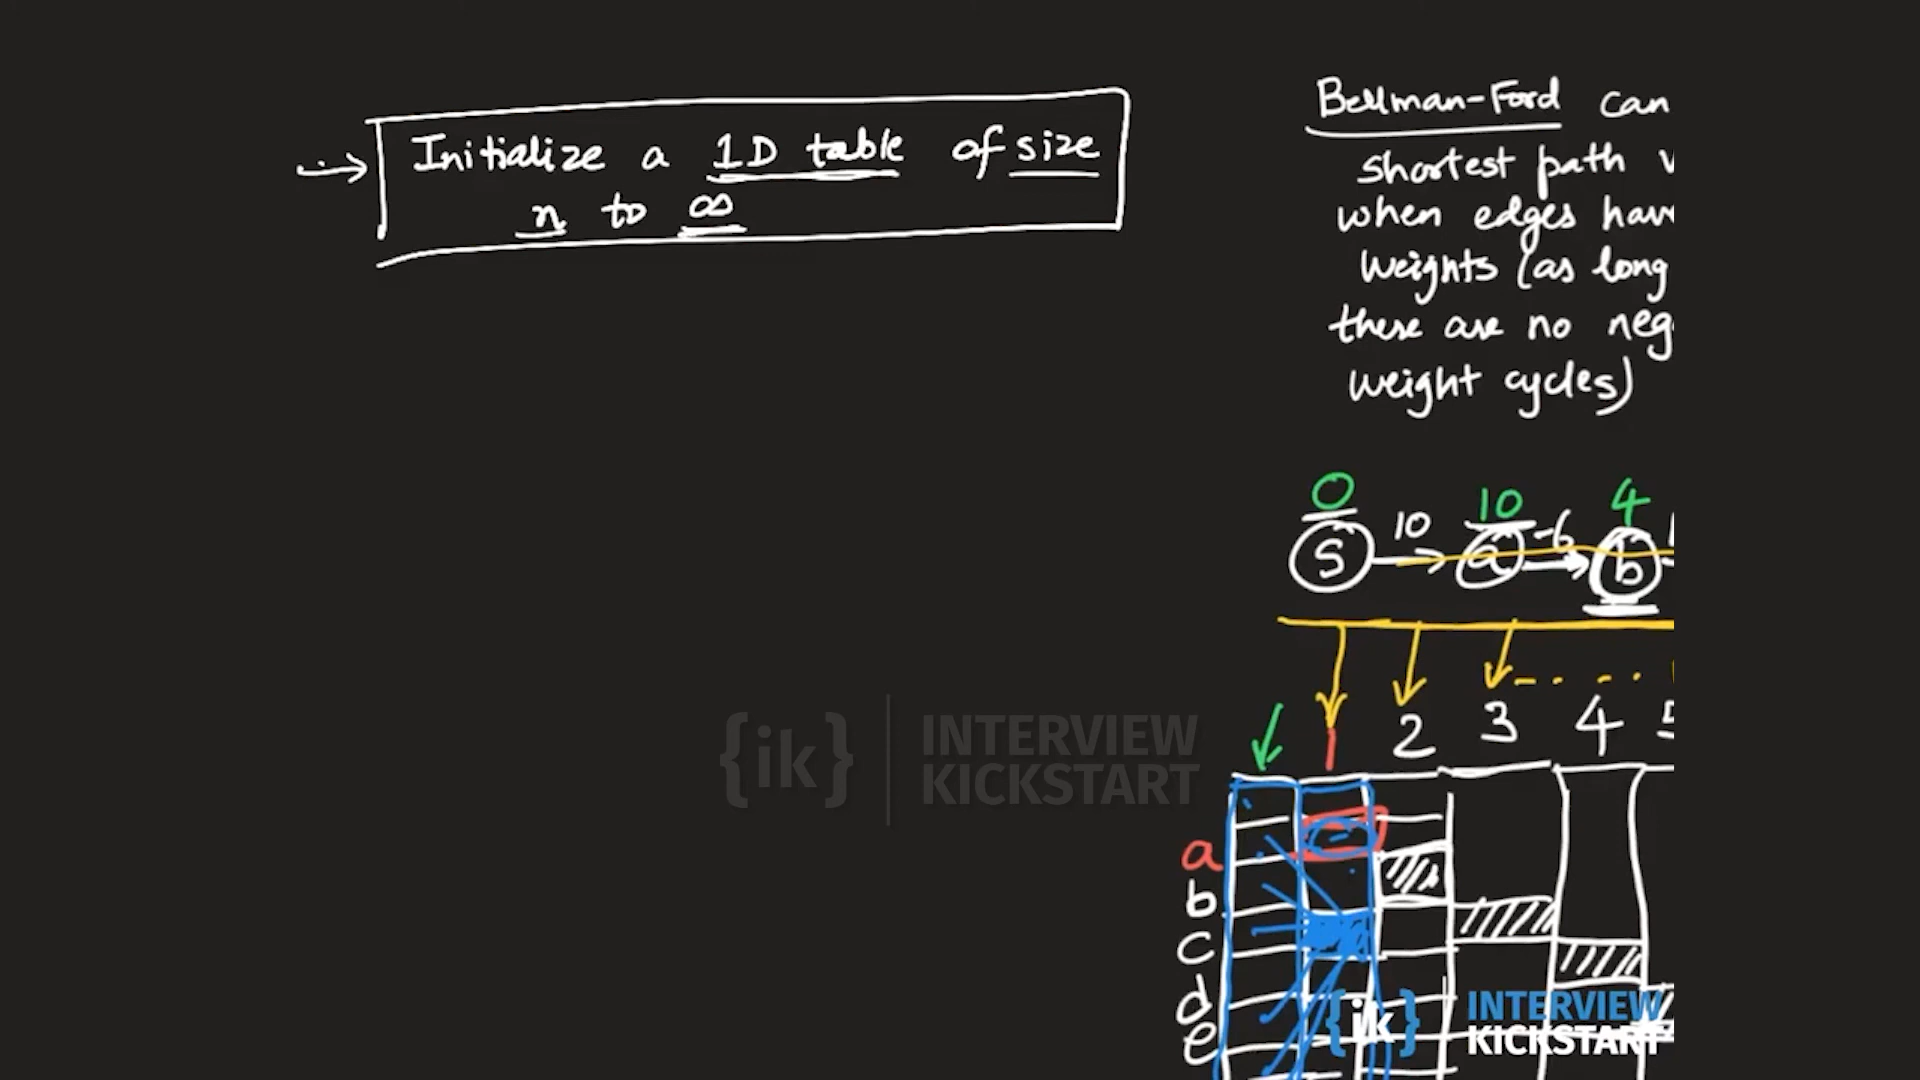 Initialize a 1D table of size
n to ∞
Bellman-Ford can
shortest path
when edges have
weights (as long
there are no neg
weight cycles)
0 10 4
10 -6
S a b
1 2 3 4 5
a
b
c
d
e
{ik} INTERVIEW
KICKSTART
{ik} INTERVIEW
KICKSTART